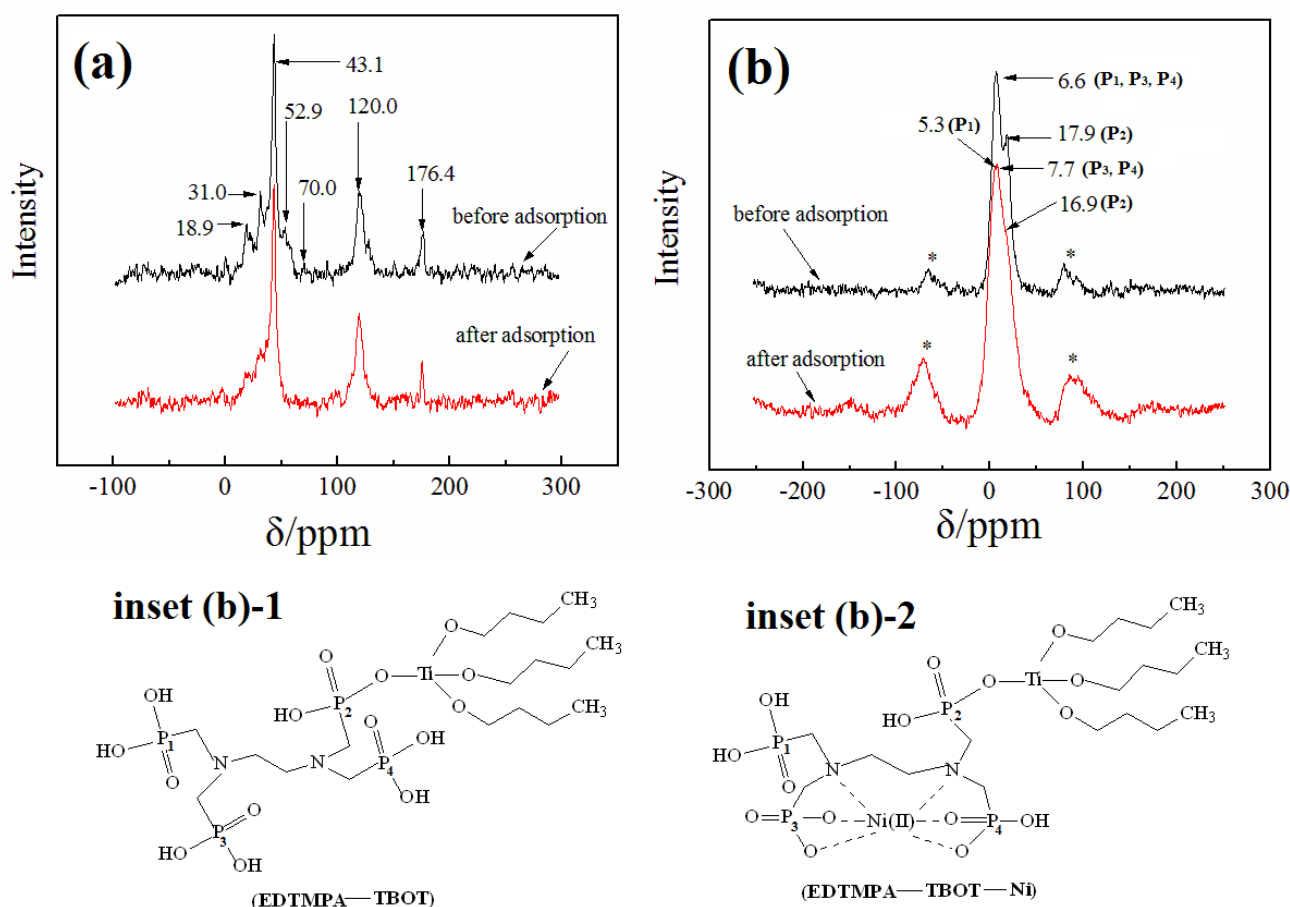 (a)
43.1
52.9
120.0
31.0
70.0
176.4
18.9
before adsorption
after adsorption
Intensity
-100 0 100 200 300
δ/ppm
(b)
6.6 (P1, P3, P4)
5.3 (P1)
17.9 (P2)
7.7 (P3, P4)
16.9 (P2)
before adsorption
* *
after adsorption
* *
Intensity
-300 -200 -100 0 100 200 300
δ/ppm
inset (b)-1
CH3
O
O CH3
O Ti O
OH P2 HO O CH3
HO P1 O OH
O N N P4
O OH
P3
HO OH
(EDTMPA—TBOT)
inset (b)-2
CH3
O
O CH3
O Ti O
OH P2 HO O CH3
HO P1
O N N
O P3 O Ni(II) O P4 OH
O O
(EDTMPA—TBOT—Ni)